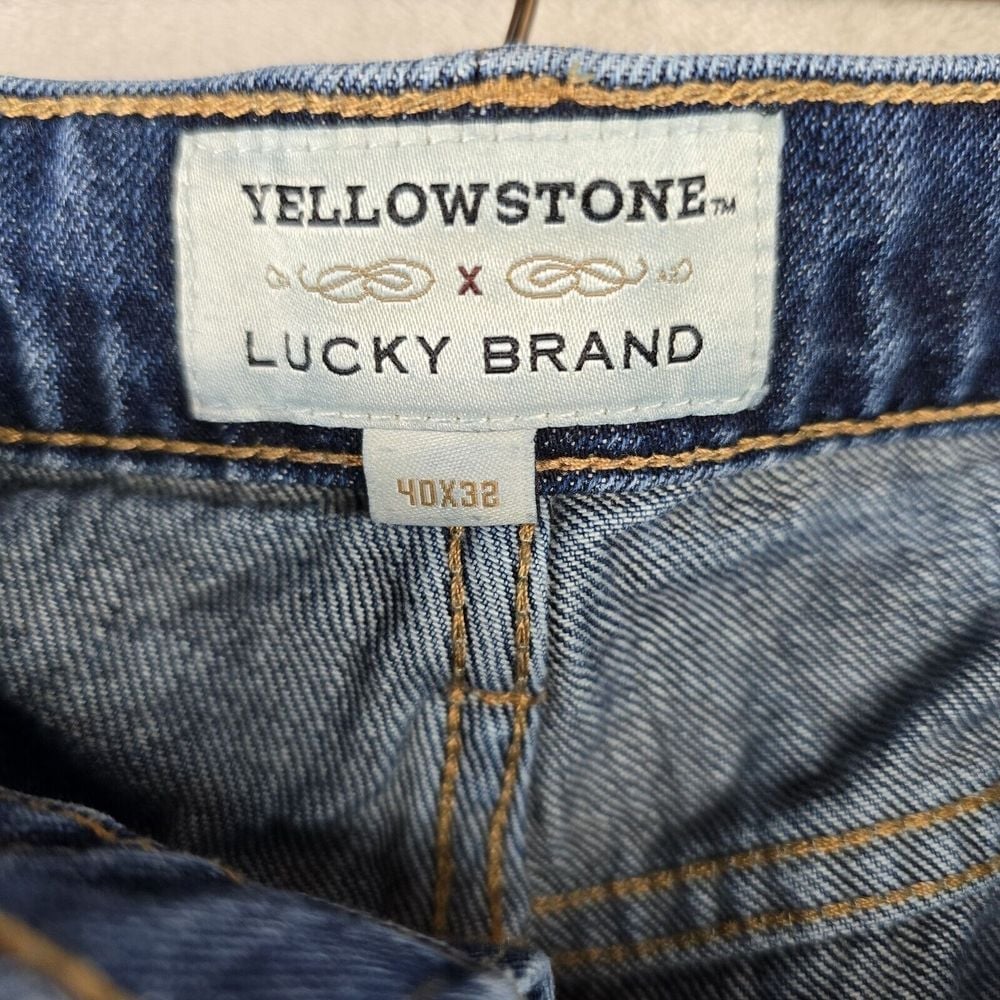 YELLOWSTONE™
X
LUCKY BRAND
40X32